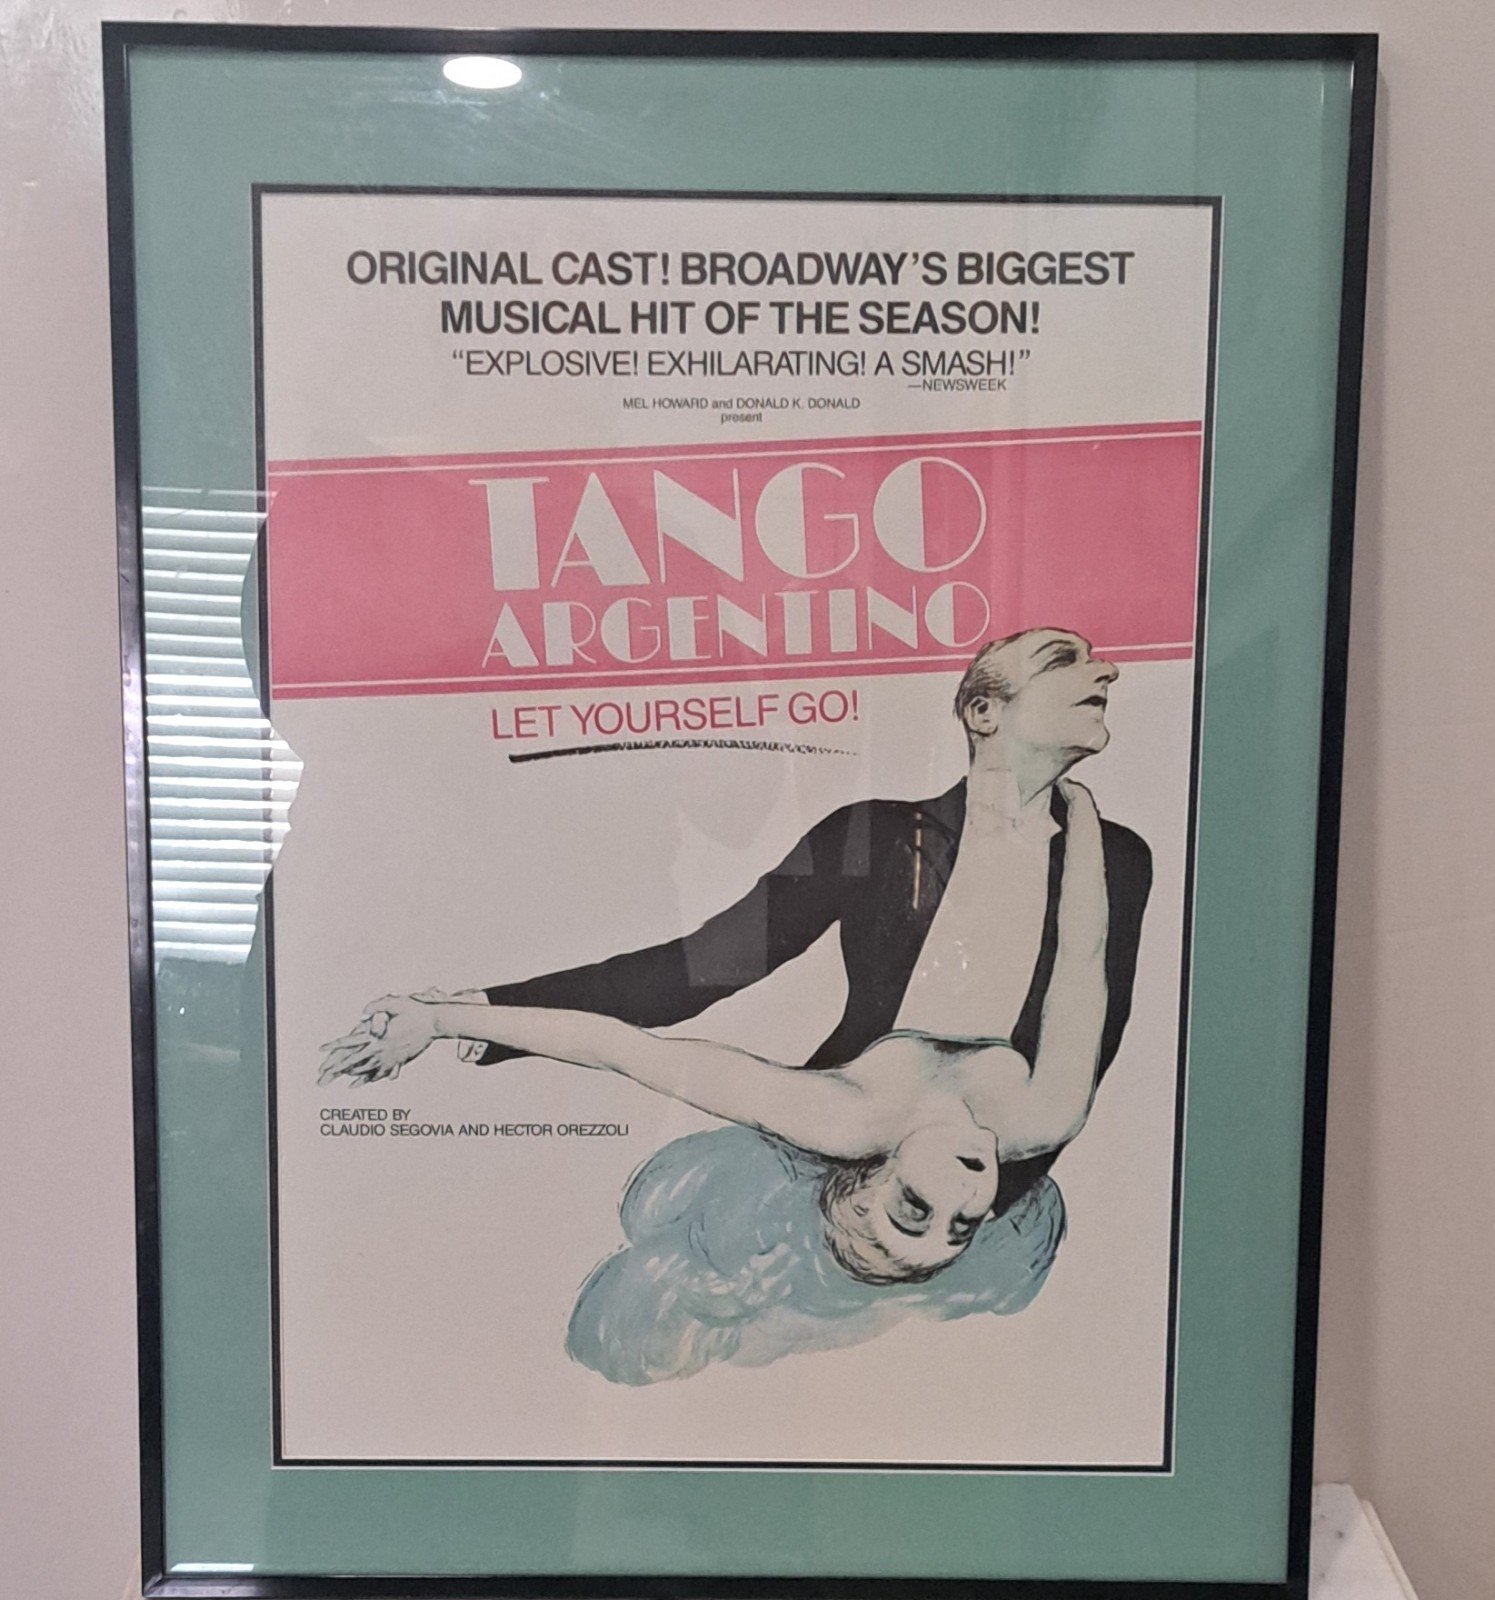 ORIGINAL CAST! BROADWAY'S BIGGEST
MUSICAL HIT OF THE SEASON!
"EXPLOSIVE! EXHILARATING! A SMASH!"
—NEWSWEEK
MEL HOWARD and DONALD K. DONALD
present
TANGO
ARGENTINO
LET YOURSELF GO!
CREATED BY
CLAUDIO SEGOVIA AND HECTOR OREZZOLI